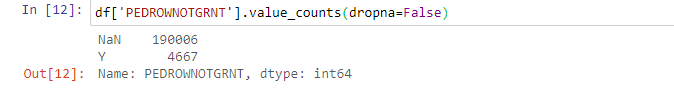 In [12]: df['PEDROWNOTGRNT'].value_counts(dropna=False)
NaN    190006
Y        4667
Out[12]: Name: PEDROWNOTGRNT, dtype: int64